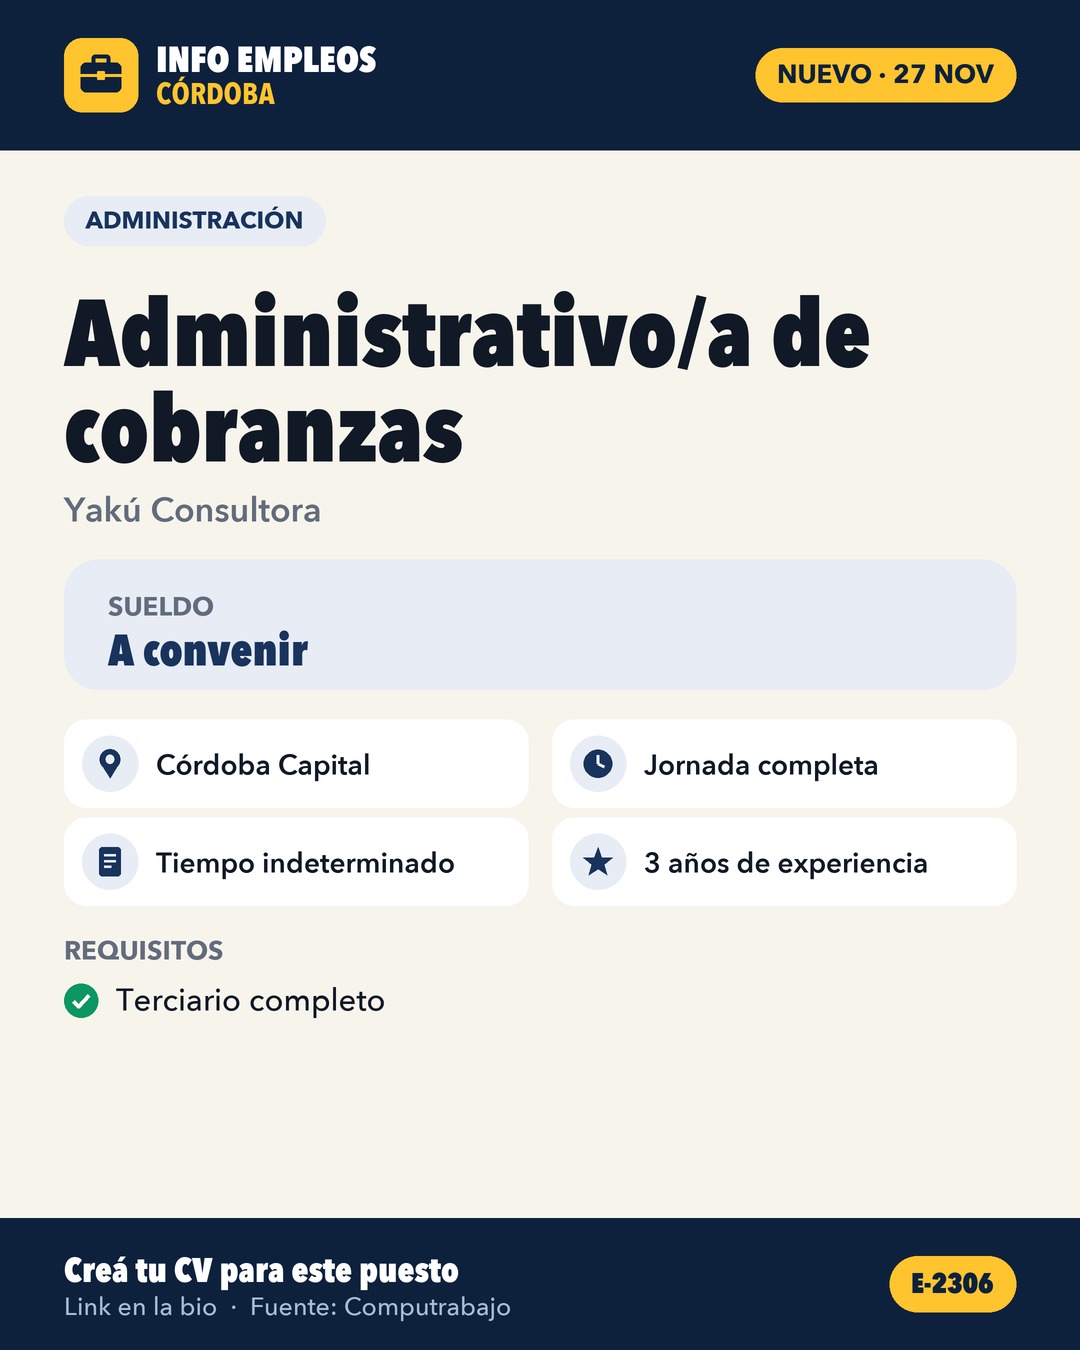 INFO EMPLEOS
CÓRDOBA
NUEVO · 27 NOV
ADMINISTRACIÓN
Administrativo/a de
cobranzas
Yakú Consultora
SUELDO
A convenir
Córdoba Capital
Jornada completa
Tiempo indeterminado
3 años de experiencia
REQUISITOS
Terciario completo
Creá tu CV para este puesto
Link en la bio · Fuente: Computrabajo
E-2306